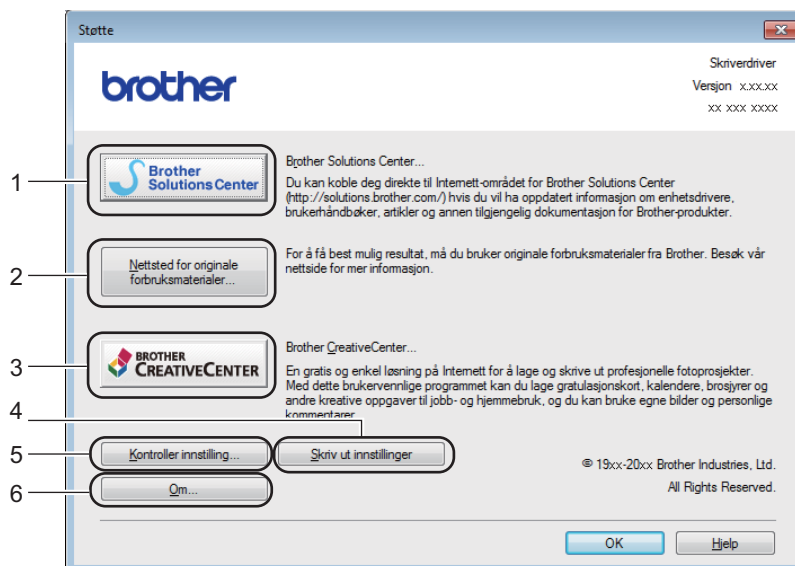 Støtte
brother
Skriverdriver
Versjon x.xx.xx
xx xxx xxxx
1
Brother
Solutions Center
Brother Solutions Center...
Du kan koble deg direkte til Internett-området for Brother Solutions Center
(http://solutions.brother.com/) hvis du vil ha oppdatert informasjon om enhetsdrivere,
brukerhåndbøker, artikler og annen tilgjengelig dokumentasjon for Brother-produkter.
2
Nettsted for originale
forbruksmaterialer...
For å få best mulig resultat, må du bruker originale forbruksmaterialer fra Brother. Besøk vår
nettside for mer informasjon.
3
BROTHER
CREATIVECENTER
Brother CreativeCenter...
En gratis og enkel løsning på Internett for å lage og skrive ut profesjonelle fotoprosjekter.
Med dette brukervennlige programmet kan du lage gratulasjonskort, kalendere, brosjyrer og
andre kreative oppgaver til jobb- og hjemmebruk, og du kan bruke egne bilder og personlige
kommentarer.
4
5
Kontroller innstilling...
Skriv ut innstillinger
6
Om...
© 19xx-20xx Brother Industries, Ltd.
All Rights Reserved.
OK
Hjelp